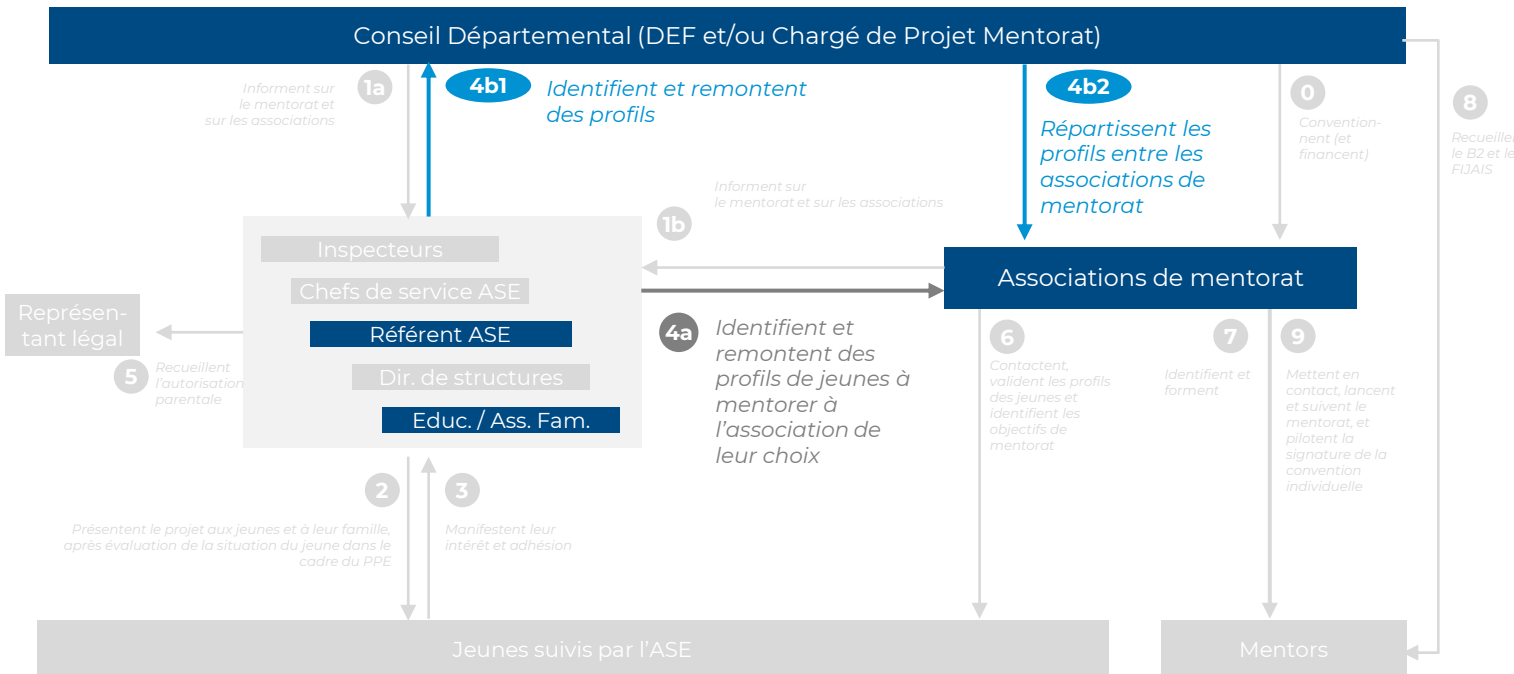 Conseil Départemental (DEF et/ou Chargé de Projet Mentorat)
1a
Informent sur
le mentorat et
sur les associations
4b1
Identifient et remontent
des profils
4b2
Répartissent les
profils entre les
associations de
mentorat
0
Convention-
nent (et
financent)
8
le B2 et le
FIJAIS
Informent sur
le mentorat et sur les associations
1b
Inspecteurs
Chefs de service ASE
Référent ASE
Dir. de structures
Educ. / Ass. Fam.
Associations de mentorat
Représen-
tant légal
5
Recueillent
l’autorisation
parentale
4a
Identifient et
remontent des
profils de jeunes à
mentorer à
l’association de
leur choix
6
Contactent,
valident les profils
des jeunes et
identifient les
objectifs de
mentorat
7
Identifient et
forment
9
Mettent en
contact, lancent
et suivent le
mentorat, et
pilotent la
signature de la
convention
individuelle
2
Présentent le projet aux jeunes et à leur famille,
après évaluation de la situation du jeune dans le
cadre du PPE
3
Manifestent leur
intérêt et adhésion
Jeunes suivis par l’ASE
Mentors